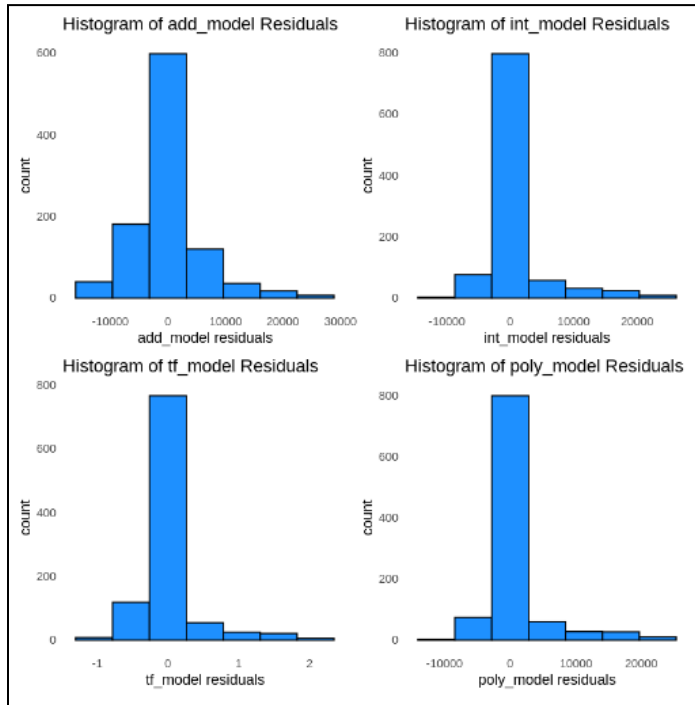 Histogram of add_model Residuals
600
400
200
0
count
-10000 0 10000 20000 30000
add_model residuals
Histogram of int_model Residuals
800
600
400
200
0
count
-10000 0 10000 20000
int_model residuals
Histogram of tf_model Residuals
800
600
400
200
0
count
-1 0 1 2
tf_model residuals
Histogram of poly_model Residuals
800
600
400
200
0
count
-10000 0 10000 20000
poly_model residuals